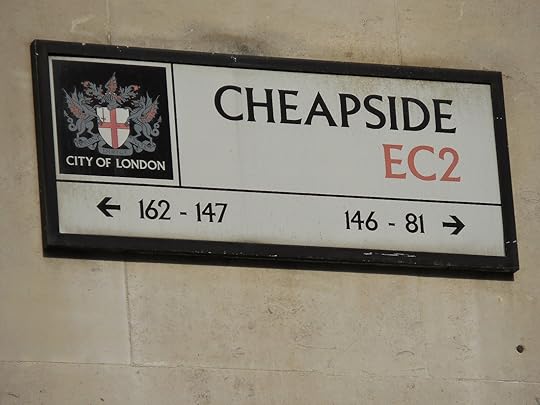 CITY OF LONDON
CHEAPSIDE
EC2
← 162 - 147
146 - 81 →